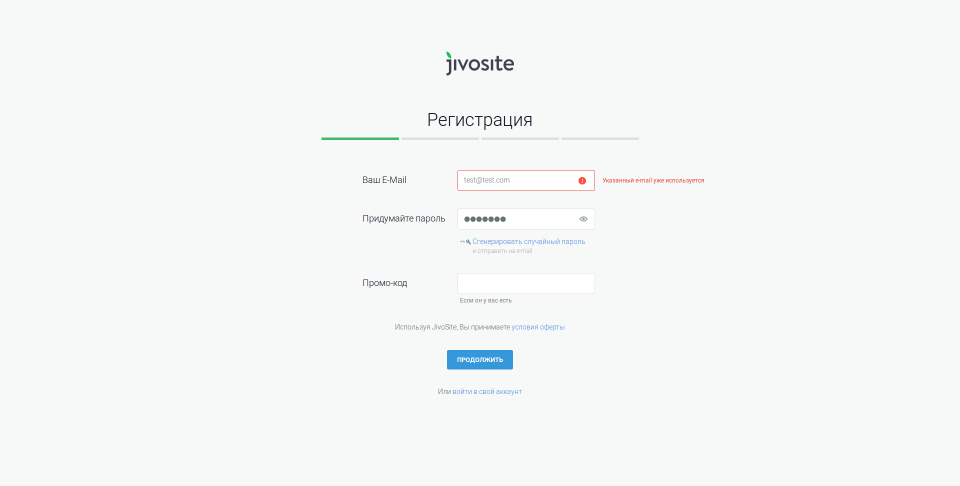 jivosite
Регистрация
Ваш E-Mail
test@test.com
Указанный e-mail уже используется
Придумайте пароль
Сгенерировать случайный пароль
и отправить на email
Промо-код
Если он у вас есть
Используя JivoSite, Вы принимаете условия оферты
ПРОДОЛЖИТЬ
Или войти в свой аккаунт